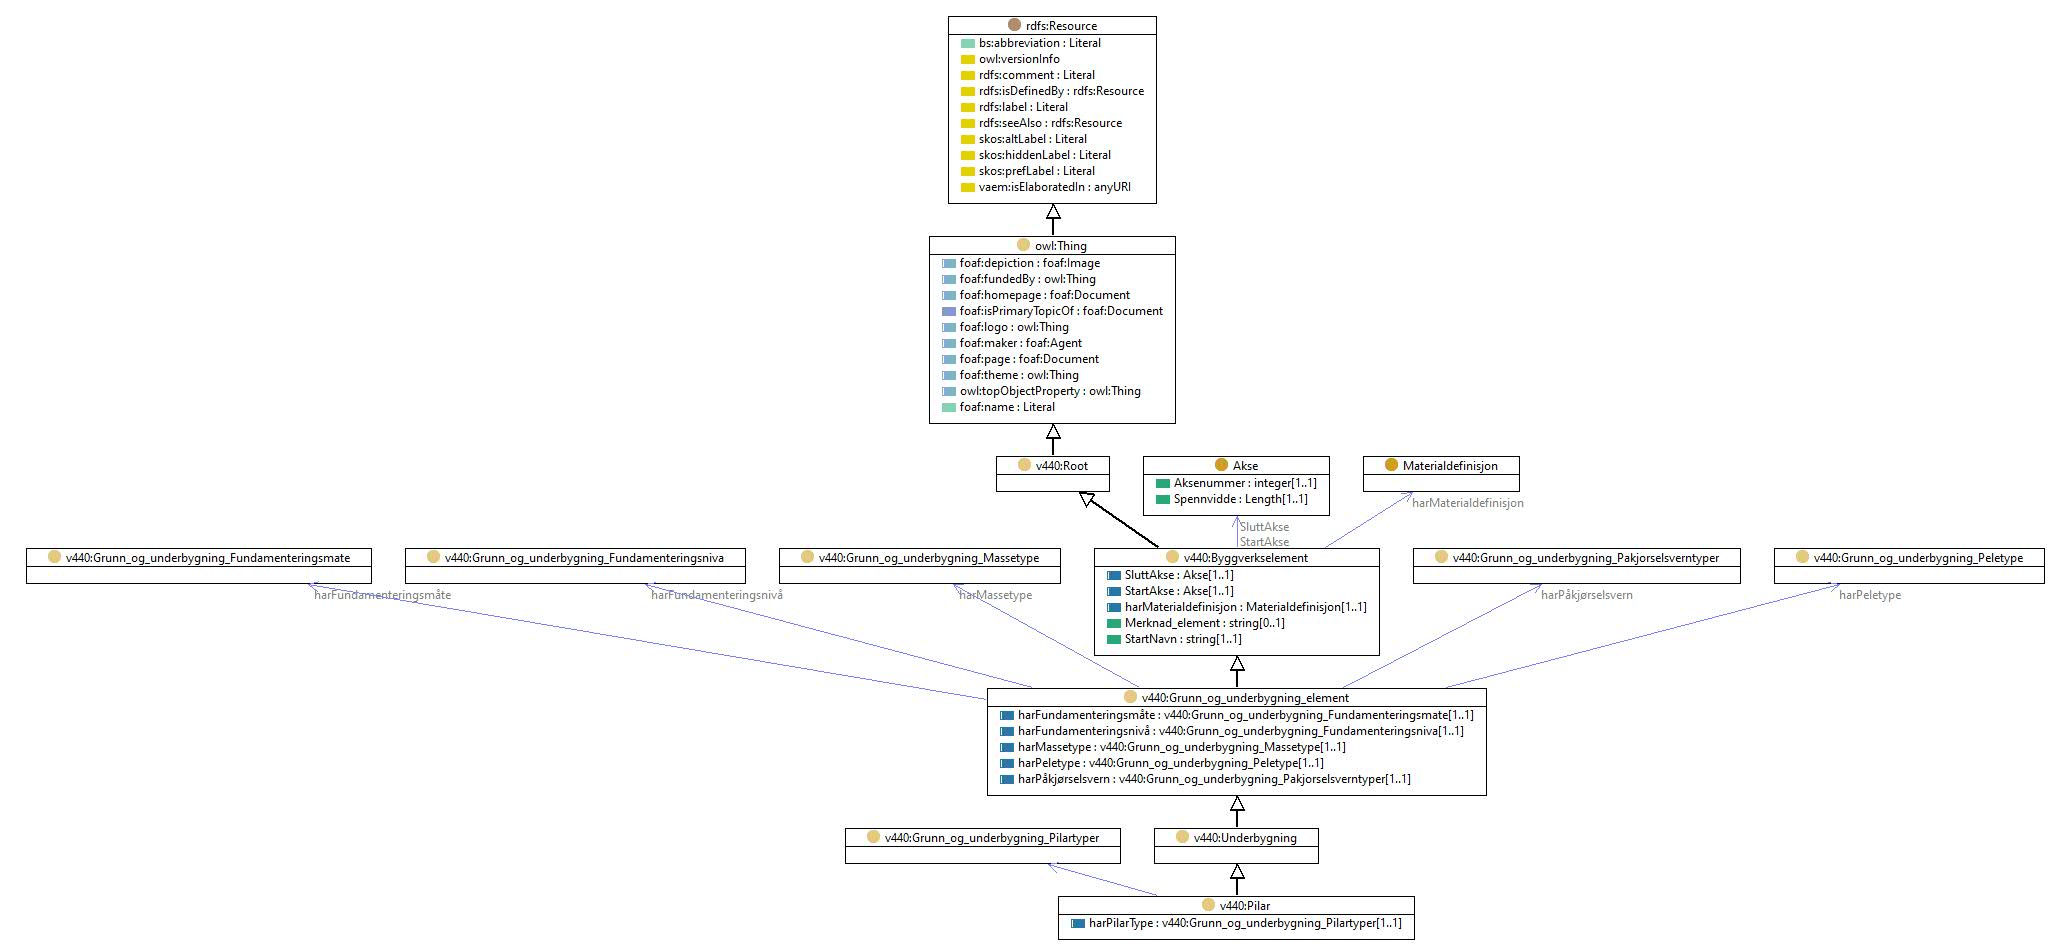 rdfs:Resource
bs:abbreviation : Literal
owl:versionInfo
rdfs:comment : Literal
rdfs:isDefinedBy : rdfs:Resource
rdfs:label : Literal
rdfs:seeAlso : rdfs:Resource
skos:altLabel : Literal
skos:hiddenLabel : Literal
skos:prefLabel : Literal
vaem:isElaboratedIn : anyURI
owl:Thing
foaf:depiction : foaf:Image
foaf:fundedBy : owl:Thing
foaf:homepage : foaf:Document
foaf:isPrimaryTopicOf : foaf:Document
foaf:logo : owl:Thing
foaf:maker : foaf:Agent
foaf:page : foaf:Document
foaf:theme : owl:Thing
owl:topObjectProperty : owl:Thing
foaf:name : Literal
v440:Root
Akse
Aksenummer : integer[1..1]
Spennvidde : Length[1..1]
Materialdefinisjon
harMaterialdefinisjon
SluttAkse
StartAkse
v440:Grunn_og_underbygning_Fundamenteringsmate
v440:Grunn_og_underbygning_Fundamenteringsniva
v440:Grunn_og_underbygning_Massetype
v440:Byggverkselement
SluttAkse : Akse[1..1]
StartAkse : Akse[1..1]
harMaterialdefinisjon : Materialdefinisjon[1..1]
Merknad_element : string[0..1]
StartNavn : string[1..1]
v440:Grunn_og_underbygning_Pakjorselsverntyper
v440:Grunn_og_underbygning_Peletype
harFundamenteringsmåte
harFundamenteringsnivå
harMassetype
harPåkjørselsvern
harPeletype
v440:Grunn_og_underbygning_element
harFundamenteringsmåte : v440:Grunn_og_underbygning_Fundamenteringsmate[1..1]
harFundamenteringsnivå : v440:Grunn_og_underbygning_Fundamenteringsniva[1..1]
harMassetype : v440:Grunn_og_underbygning_Massetype[1..1]
harPeletype : v440:Grunn_og_underbygning_Peletype[1..1]
harPåkjørselsvern : v440:Grunn_og_underbygning_Pakjorselsverntyper[1..1]
v440:Grunn_og_underbygning_Pilartyper
v440:Underbygning
v440:Pilar
harPilarType : v440:Grunn_og_underbygning_Pilartyper[1..1]